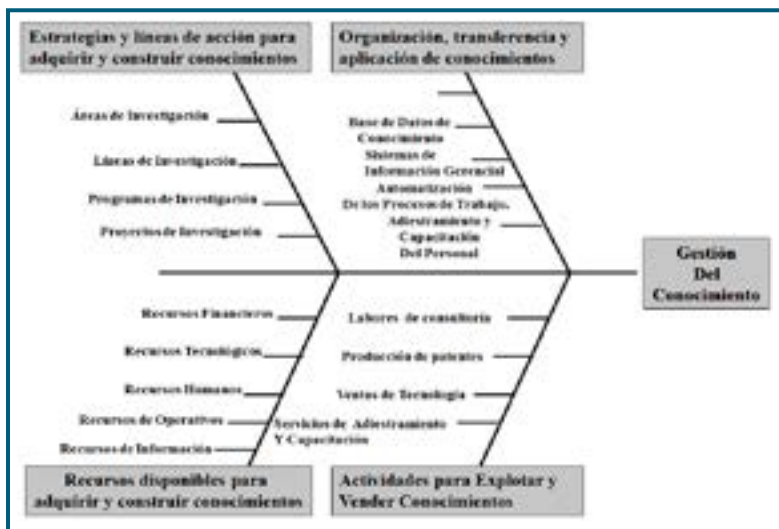 Estrategias y líneas de acción para
adquirir y construir conocimientos
Organización, transferencia y
aplicación de conocimientos
Áreas de Investigación
Líneas de Investigación
Programas de Investigación
Proyectos de Investigación
Base de Datos de
Conocimiento
Sistemas de
Información Gerencial
Automatización
De los Procesos de Trabajo.
Adiestramiento y
Capacitación
Del Personal
Gestión
Del
Conocimiento
Recursos Financieros
Recursos Tecnológicos
Recursos Humanos
Recursos de Operativos
Recursos de Información
Labores de consultoría
Producción de patentes
Ventas de Tecnología
Servicios de Adiestramiento
Y Capacitación
Recursos disponibles para
adquirir y construir conocimientos
Actividades para Explotar y
Vender Conocimientos